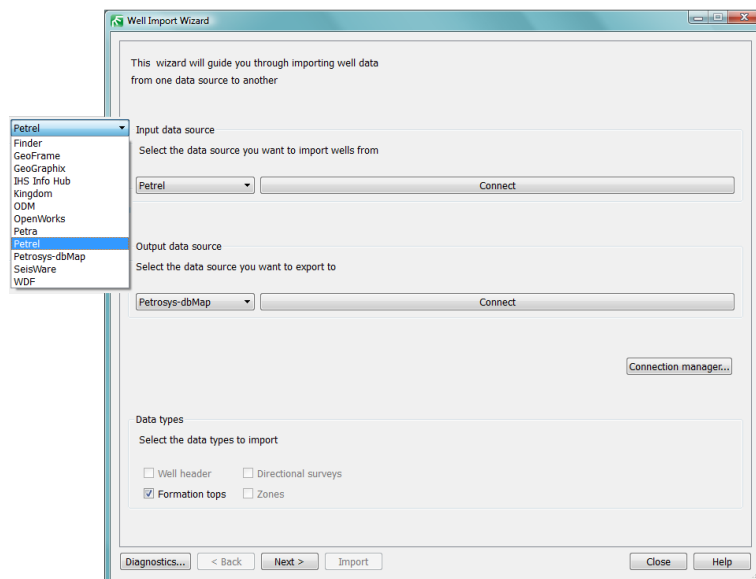 Well Import Wizard
This wizard will guide you through importing well data
from one data source to another
Petrel
Finder
GeoFrame
GeoGraphix
IHS Info Hub
Kingdom
ODM
OpenWorks
Petra
Petrel
Petrosys-dbMap
SeisWare
WDF
Input data source
Select the data source you want to import wells from
Petrel Connect
Output data source
Select the data source you want to export to
Petrosys-dbMap Connect
Connection manager...
Data types
Select the data types to import
Well header Directional surveys
Formation tops Zones
Diagnostics... < Back Next > Import Close Help